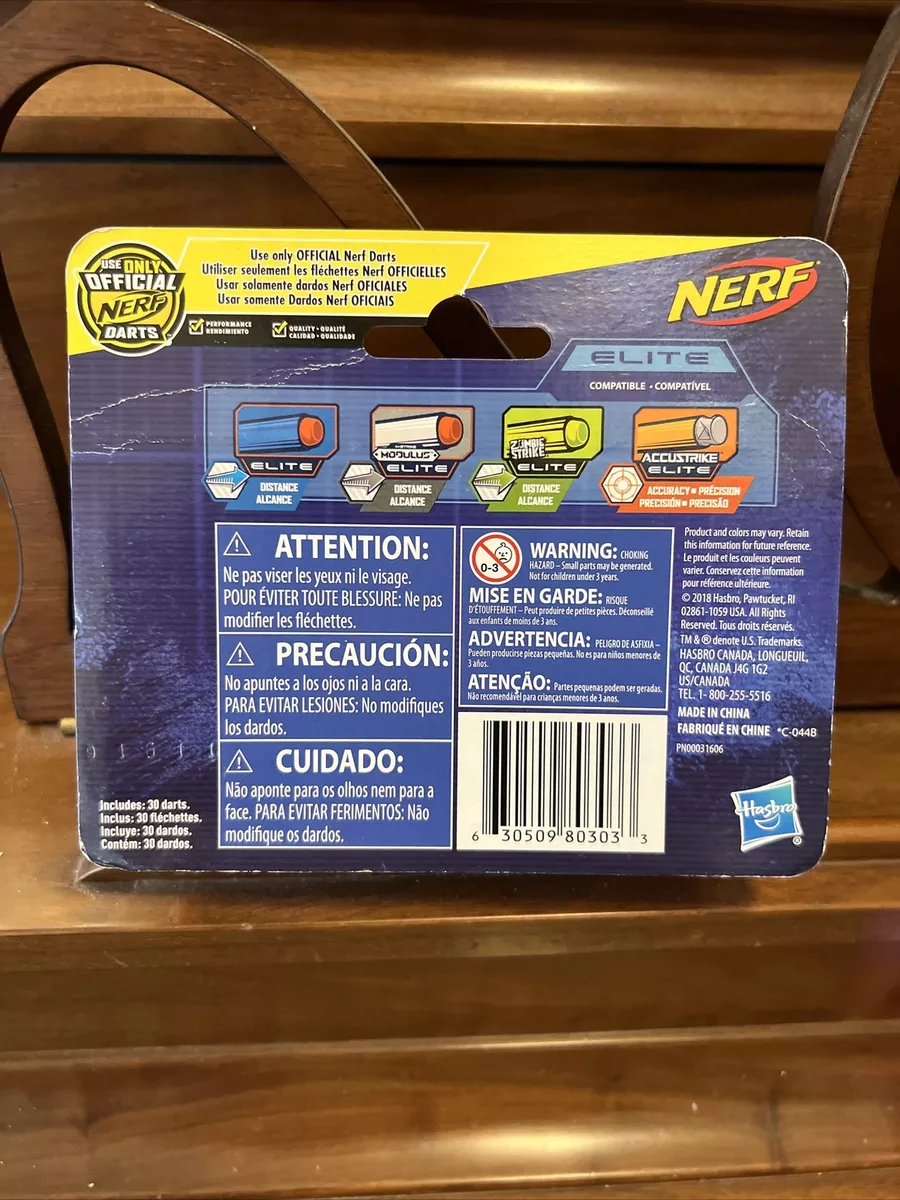 USE ONLY
OFFICIAL
NERF
DARTS
Use only OFFICIAL Nerf Darts
Utiliser seulement les fléchettes Nerf OFFICIELLES
Usar solamente dardos Nerf OFICIALES
Usar somente Dardos Nerf OFICIAIS
PERFORMANCE
RENDIMIENTO
QUALITY • QUALITÉ
CALIDAD • QUALIDADE
NERF
ELITE
COMPATIBLE • COMPATÍVEL
ELITE
DISTANCE
ALCANCE
N-STRIKE
MODULUS
ELITE
DISTANCE
ALCANCE
ZOMBIE
STRIKE
ELITE
DISTANCE
ALCANCE
ACCUSTRIKE
ELITE
ACCURACY • PRÉCISION
PRECISIÓN • PRECISÃO
ATTENTION:
Ne pas viser les yeux ni le visage.
POUR ÉVITER TOUTE BLESSURE: Ne pas
modifier les fléchettes.
PRECAUCIÓN:
No apuntes a los ojos ni a la cara.
PARA EVITAR LESIONES: No modifiques
los dardos.
CUIDADO:
Não aponte para os olhos nem para a
face. PARA EVITAR FERIMENTOS: Não
modifique os dardos.
0-3
WARNING: CHOKING
HAZARD – Small parts may be generated.
Not for children under 3 years.
MISE EN GARDE: RISQUE
D'ÉTOUFFEMENT – Peut produire de petites pièces. Déconseillé
aux enfants de moins de 3 ans.
ADVERTENCIA: PELIGRO DE ASFIXIA –
Pueden producirse piezas pequeñas. No es para niños menores de
3 años.
ATENÇÃO: Partes pequenas podem ser geradas.
Não recomendável para crianças menores de 3 anos.
6 30509 80303 3
Product and colors may vary. Retain
this information for future reference.
Le produit et les couleurs peuvent
varier. Conservez cette information
pour référence ultérieure.
© 2018 Hasbro, Pawtucket, RI
02861-1059 USA. All Rights
Reserved. Tous droits réservés.
TM & ® denote U.S. Trademarks.
HASBRO CANADA, LONGUEUIL,
QC, CANADA J4G 1G2
US/CANADA
TEL. 1- 800-255-5516
MADE IN CHINA
FABRIQUÉ EN CHINE *C-044B
PN00031606
Hasbro
®
91611
Includes: 30 darts.
Inclus: 30 fléchettes.
Incluye: 30 dardos.
Contém: 30 dardos.